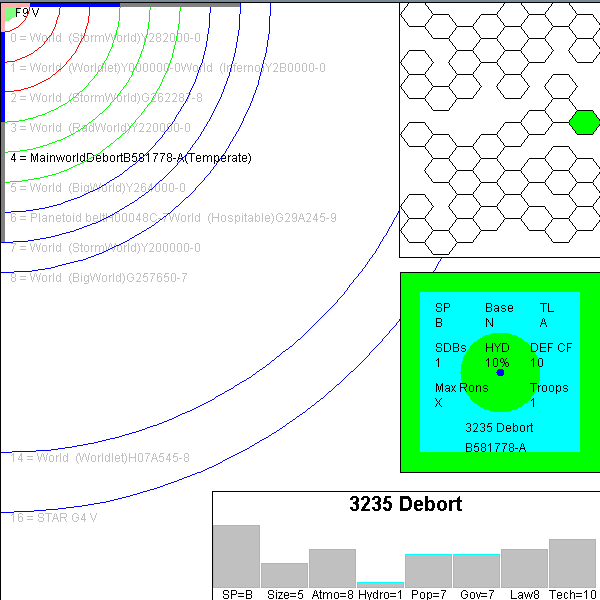 F9 V
0 = World  (StormWorld)Y282000-0
1 = World  (Worldlet)Y000000-0World  (Inferno)Y2B0000-0
2 = World  (StormWorld)G262283-8
3 = World  (RadWorld)Y220000-0
4 = MainworldDebortB581778-A(Temperate)
5 = World  (BigWorld)Y264000-0
6 = Planetoid beltH00048C-7World  (Hospitable)G29A245-9
7 = World  (StormWorld)Y200000-0
8 = World  (BigWorld)G257650-7
14 = World  (Worldlet)H07A545-8
16 = STAR G4 V
SP Base TL
B N A
SDBs HYD DEF CF
1 10% 10
Max Rons Troops
X 1
3235 Debort
B581778-A
3235 Debort
SP=B Size=5 Atmo=8 Hydro=1 Pop=7 Gov=7 Law8 Tech=10